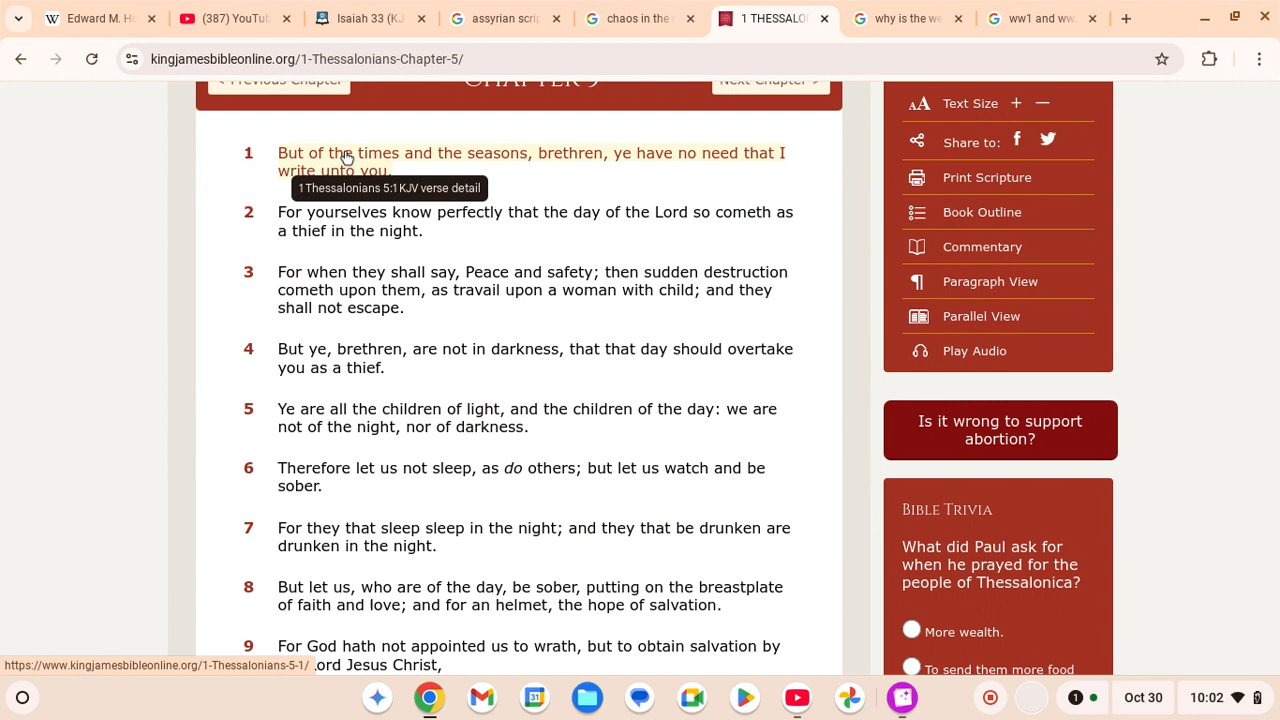 Edward M. Ho
(387) YouTu
Isaiah 33 (KJ
assyrian scri
chaos in the
1 THESSALO
why is the we
ww1 and ww
kingjamesbibleonline.org/1-Thessalonians-Chapter-5/
< Previous Chapter
Chapter 5
Next Chapter >
1 But of the times and the seasons, brethren, ye have no need that I
write unto you.
1 Thessalonians 5:1 KJV verse detail
2 For yourselves know perfectly that the day of the Lord so cometh as
a thief in the night.
3 For when they shall say, Peace and safety; then sudden destruction
cometh upon them, as travail upon a woman with child; and they
shall not escape.
4 But ye, brethren, are not in darkness, that that day should overtake
you as a thief.
5 Ye are all the children of light, and the children of the day: we are
not of the night, nor of darkness.
6 Therefore let us not sleep, as do others; but let us watch and be
sober.
7 For they that sleep sleep in the night; and they that be drunken are
drunken in the night.
8 But let us, who are of the day, be sober, putting on the breastplate
of faith and love; and for an helmet, the hope of salvation.
9 For God hath not appointed us to wrath, but to obtain salvation by
Lord Jesus Christ,
https://www.kingjamesbibleonline.org/1-Thessalonians-5-1/
AA Text Size + —
Share to:
Print Scripture
Book Outline
Commentary
Paragraph View
Parallel View
Play Audio
Is it wrong to support
abortion?
Bible Trivia
What did Paul ask for
when he prayed for the
people of Thessalonica?
More wealth.
To send them more food
31
1
Oct 30
10:02